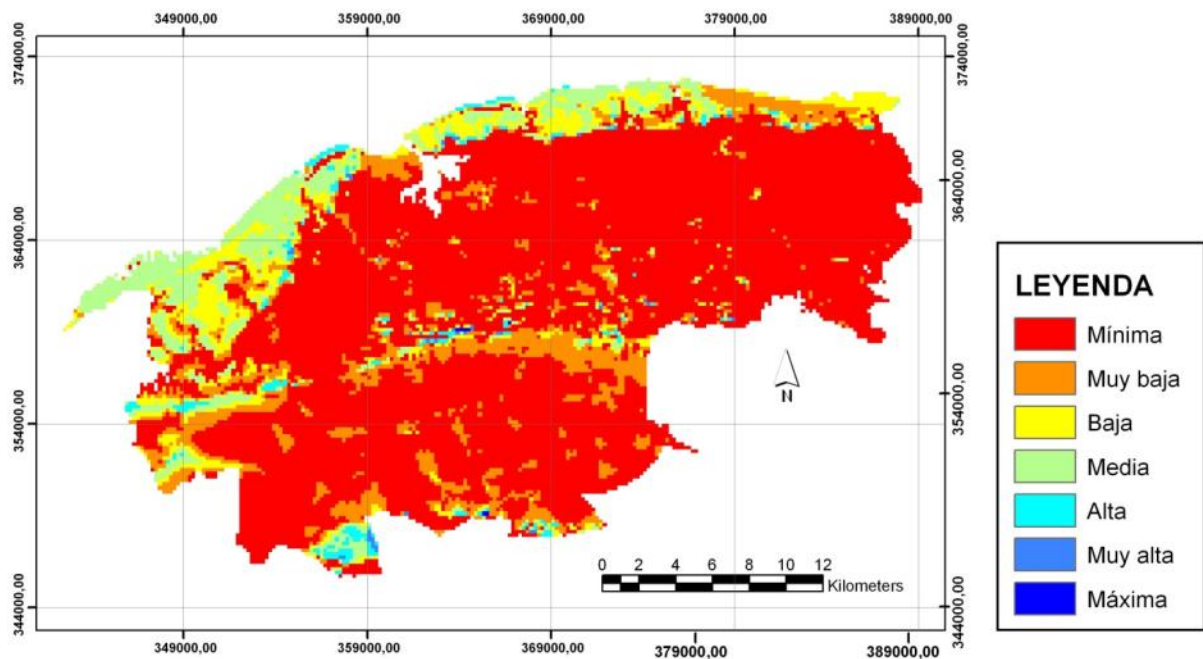 349000,00 359000,00 369000,00 379000,00 389000,00
374000,00 374000,00
364000,00
364000,00
354000,00
354000,00
344000,00 344000,00
N
0 2 4 6 8 10 12
Kilometers
349000,00 359000,00 369000,00 379000,00 389000,00
LEYENDA
Mínima
Muy baja
Baja
Media
Alta
Muy alta
Máxima